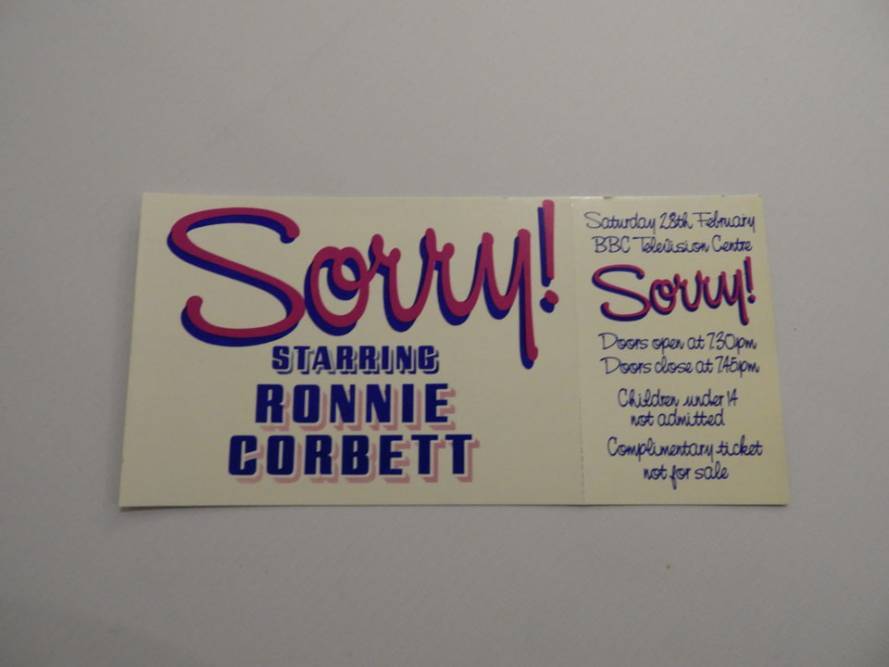 Sorry!
STARRING
RONNIE
CORBETT
Saturday 28th February
BBC Television Centre
Sorry!
Doors open at 7.30pm
Doors close at 7.45pm
Children under 14
not admitted
Complimentary ticket
not for sale